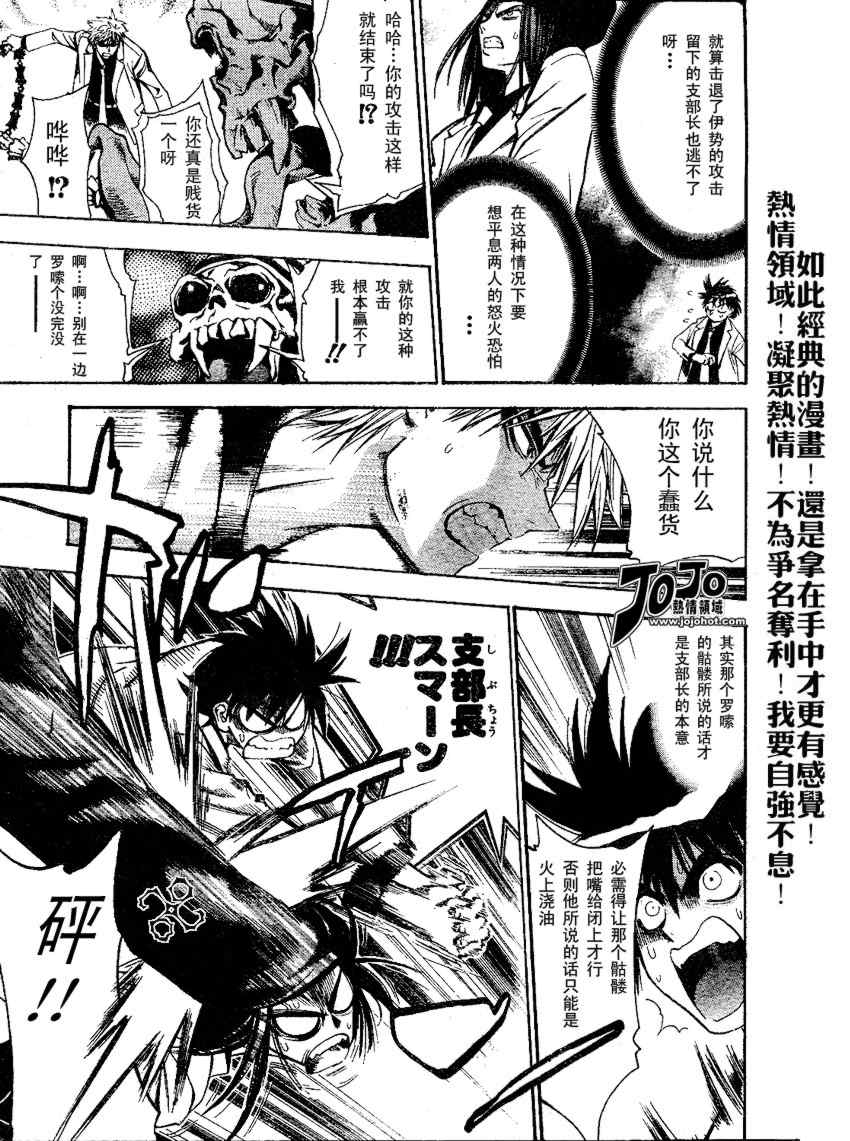 就算击退了伊势的攻击
留下的支部长也逃不了
呀…
在这种情况下要
想平息两人的怒火恐怕
…
哈哈…你的攻击这样
就结束了吗!?
你还真是贱货
一个呀
哗哗!?
就你的这种
攻击
根本赢不了
我——!!
啊…啊…别在一边
罗嗦个没完没
了——
你说什么
你这个蠢货
JOJO
熱情領域
www.jojohot.com
其实那个罗嗦
的骷髅所说的话才
是支部长的本意
必需得让那个骷髅
把嘴给闭上才行
否则他所说的话只能是
火上浇油
支部長
しぶちょう
スマーン
!!!
砰!!
如此經典的漫畫!還是拿在手中才更有感覺!
熱情領域!凝聚熱情!不為爭名奪利!我要自強不息!